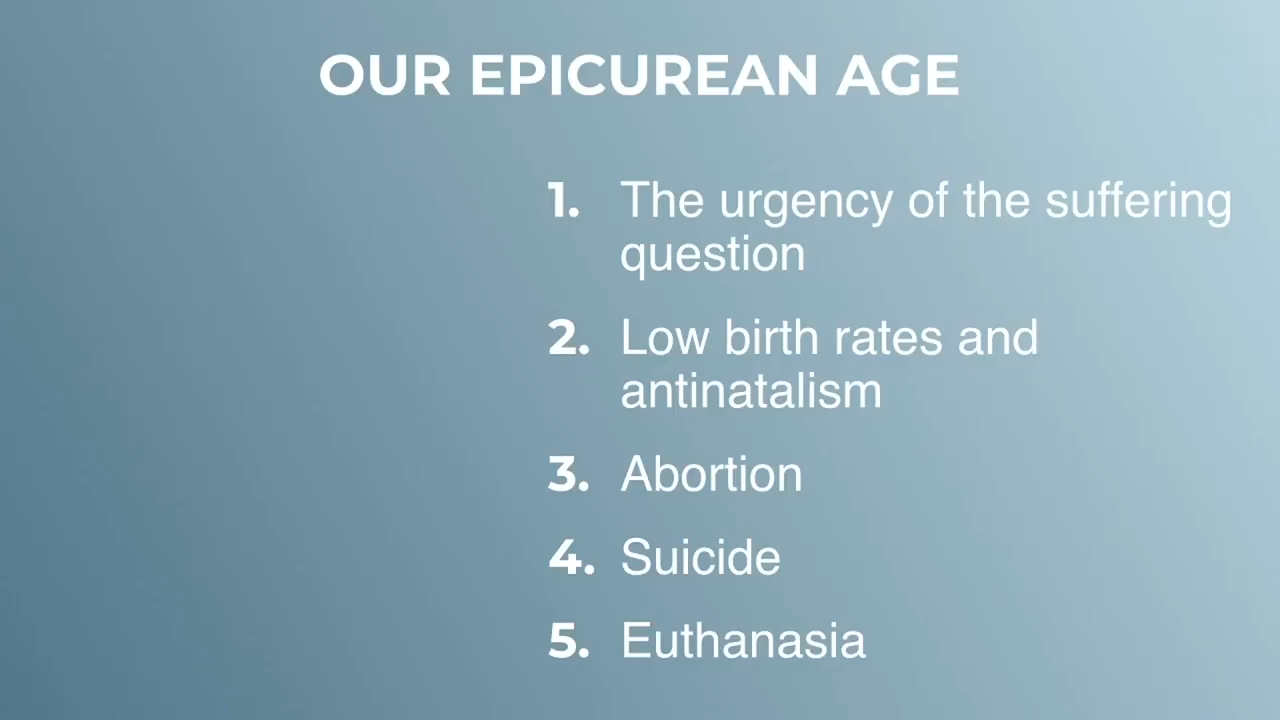 OUR EPICUREAN AGE
1. The urgency of the suffering
question
2. Low birth rates and
antinatalism
3. Abortion
4. Suicide
5. Euthanasia